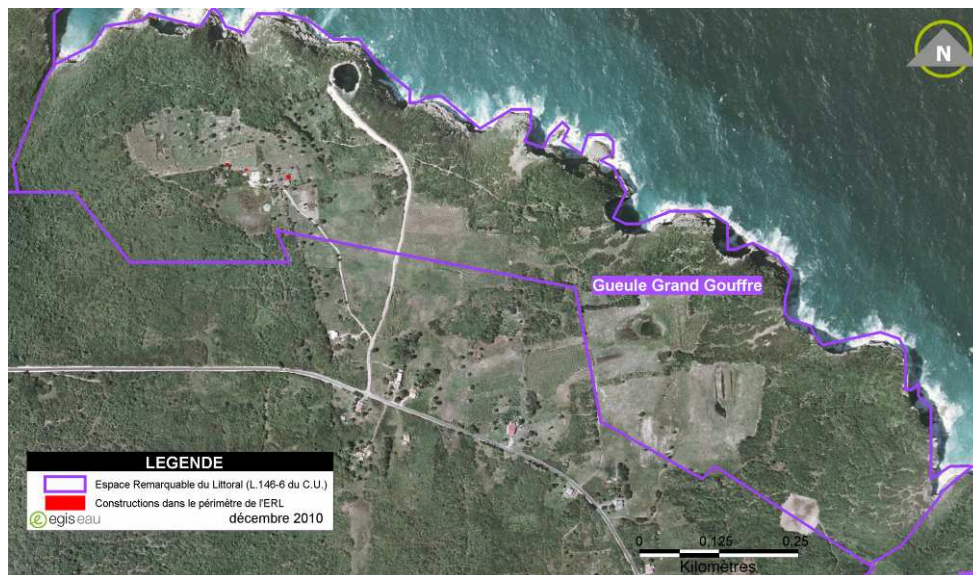 N
Gueule Grand Gouffre
LEGENDE
Espace Remarquable du Littoral (L.146-6 du C.U.)
Constructions dans le périmètre de l'ERL
egis eau décembre 2010
0 0,125 0,25
Kilomètres